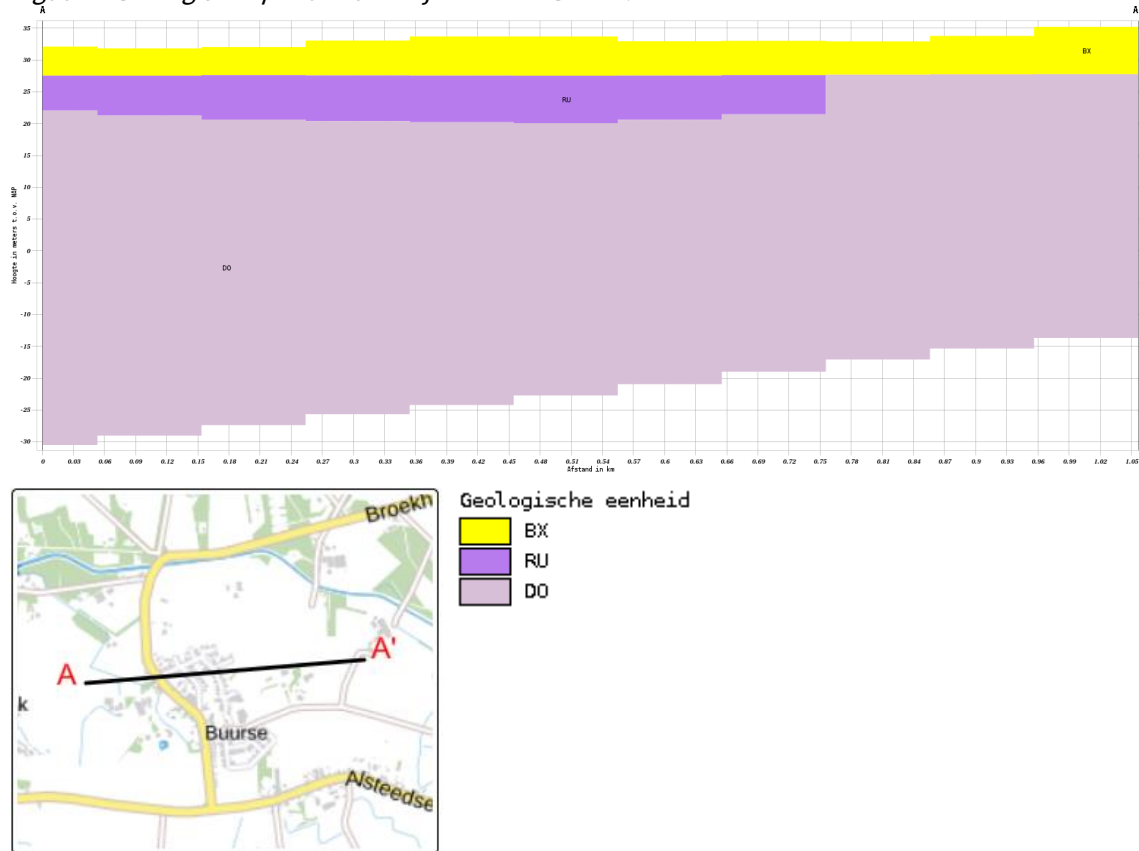 A A
35
30
25
20
15
10
5
0
-5
-10
-15
-20
-25
-30
Hoogte in meters t.o.v. NAP
BX
RU
DO
0 0.03 0.06 0.09 0.12 0.15 0.18 0.21 0.24 0.27 0.3 0.33 0.36 0.39 0.42 0.45 0.48 0.51 0.54 0.57 0.6 0.63 0.66 0.69 0.72 0.75 0.78 0.81 0.84 0.87 0.9 0.93 0.96 0.99 1.02 1.05
Afstand in km
Broekh
A
A'
k
Buurse
Alsteedse
Geologische eenheid
BX
RU
DO